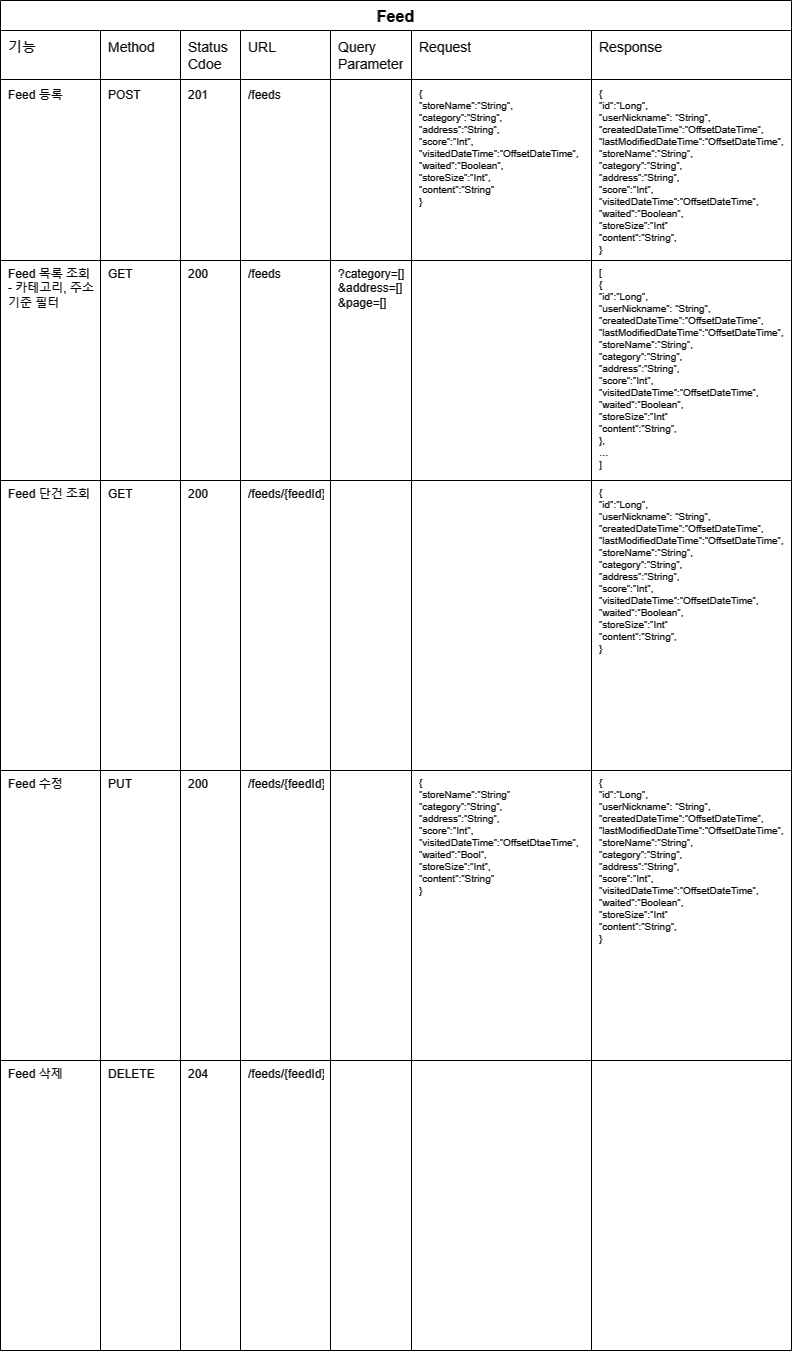 Feed
기능
Method
Status
Cdoe
URL
Query
Parameter
Request
Response
Feed 등록
POST
201
/feeds
{
"storeName":"String",
"category":"String",
"address":"String",
"score":"Int",
"visitedDateTime":"OffsetDateTime",
"waited":"Boolean",
"storeSize":"Int",
"content":"String"
}
{
"id":"Long",
"userNickname": "String",
"createdDateTime":"OffsetDateTime",
"lastModifiedDateTime":"OffsetDateTime",
"storeName":"String",
"category":"String",
"address":"String",
"score":"Int",
"visitedDateTime":"OffsetDateTime",
"waited":"Boolean",
"storeSize":"Int"
"content":"String",
}
Feed 목록 조회
- 카테고리, 주소
기준 필터
GET
200
/feeds
?category=[]
&address=[]
&page=[]
[
{
"id":"Long",
"userNickname": "String",
"createdDateTime":"OffsetDateTime",
"lastModifiedDateTime":"OffsetDateTime",
"storeName":"String",
"category":"String",
"address":"String",
"score":"Int",
"visitedDateTime":"OffsetDateTime",
"waited":"Boolean",
"storeSize":"Int"
"content":"String",
},
...
]
Feed 단건 조회
GET
200
/feeds/{feedId}
{
"id":"Long",
"userNickname": "String",
"createdDateTime":"OffsetDateTime",
"lastModifiedDateTime":"OffsetDateTime",
"storeName":"String",
"category":"String",
"address":"String",
"score":"Int",
"visitedDateTime":"OffsetDateTime",
"waited":"Boolean",
"storeSize":"Int"
"content":"String",
}
Feed 수정
PUT
200
/feeds/{feedId}
{
"storeName":"String"
"category":"String",
"address":"String",
"score":"Int",
"visitedDateTime":"OffsetDtaeTime",
"waited":"Bool",
"storeSize":"Int",
"content":"String"
}
{
"id":"Long",
"userNickname": "String",
"createdDateTime":"OffsetDateTime",
"lastModifiedDateTime":"OffsetDateTime",
"storeName":"String",
"category":"String",
"address":"String",
"score":"Int",
"visitedDateTime":"OffsetDateTime",
"waited":"Boolean",
"storeSize":"Int"
"content":"String",
}
Feed 삭제
DELETE
204
/feeds/{feedId}